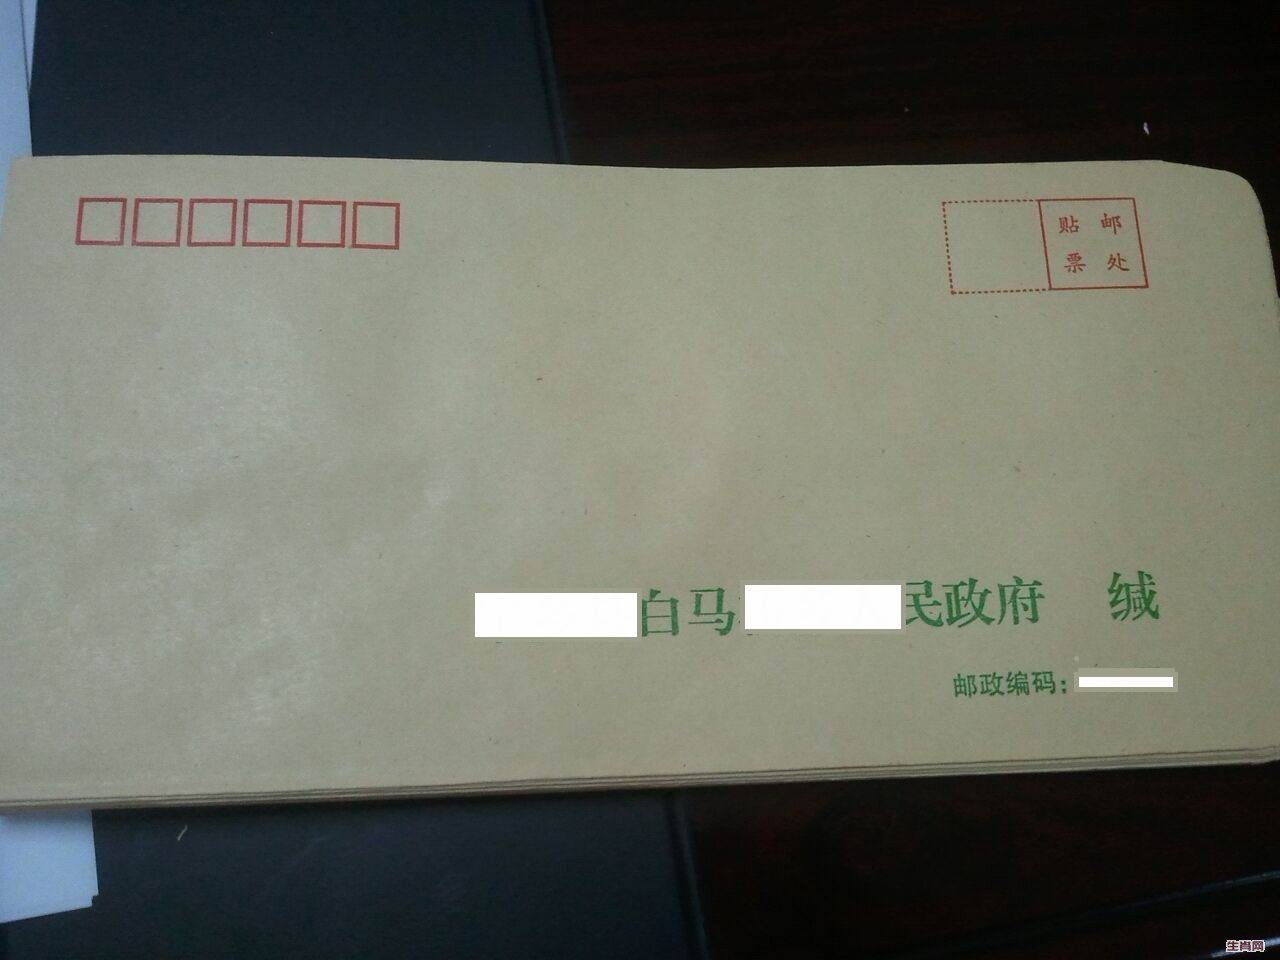 贴 邮
票 处
白马 民政府 缄
邮政编码：
生肖网